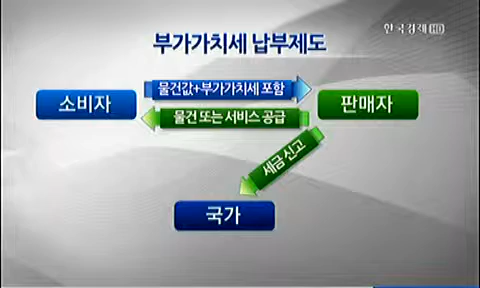 한국경제 HD
부가가치세 납부제도
물건값+부가가치세 포함
소비자
판매자
물건 또는 서비스 공급
세금 신고
국가